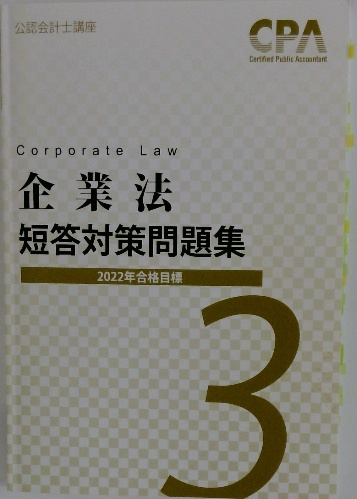 公認会計士講座
CPA
Certified Public Accountant
Corporate Law
企業法
短答対策問題集
2022年合格目標
3